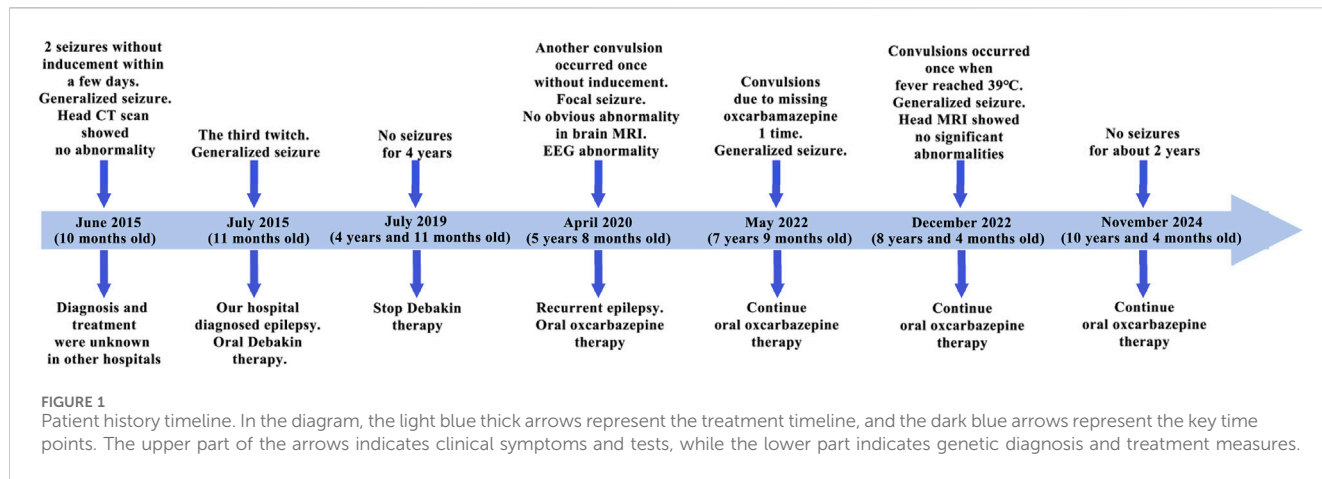 2 seizures without
inducement within
a few days.
Generalized seizure.
Head CT scan
showed
no abnormality
The third twitch.
Generalized seizure
No seizures
for 4 years
Another convulsion
occurred once
without inducement.
Focal seizure.
No obvious abnormality
in brain MRI.
EEG abnormality
Convulsions
due to missing
oxcarbamazepine
1 time.
Generalized seizure.
Convulsions occurred
once when
fever reached 39℃.
Generalized seizure.
Head MRI showed
no significant
abnormalities
No seizures
for about 2 years
June 2015
(10 months old)
July 2015
(11 months old)
July 2019
(4 years and 11 months old)
April 2020
(5 years 8 months old)
May 2022
(7 years 9 months old)
December 2022
(8 years and 4 months old)
November 2024
(10 years and 4 months old)
Diagnosis and
treatment
were unknown
in other hospitals
Our hospital
diagnosed epilepsy.
Oral Debakin
therapy.
Stop Debakin
therapy
Recurrent epilepsy.
Oral oxcarbazepine
therapy
Continue
oral oxcarbazepine
therapy
Continue
oral oxcarbazepine
therapy
Continue
oral oxcarbazepine
therapy
FIGURE 1
Patient history timeline. In the diagram, the light blue thick arrows represent the treatment timeline, and the dark blue arrows represent the key time
points. The upper part of the arrows indicates clinical symptoms and tests, while the lower part indicates genetic diagnosis and treatment measures.